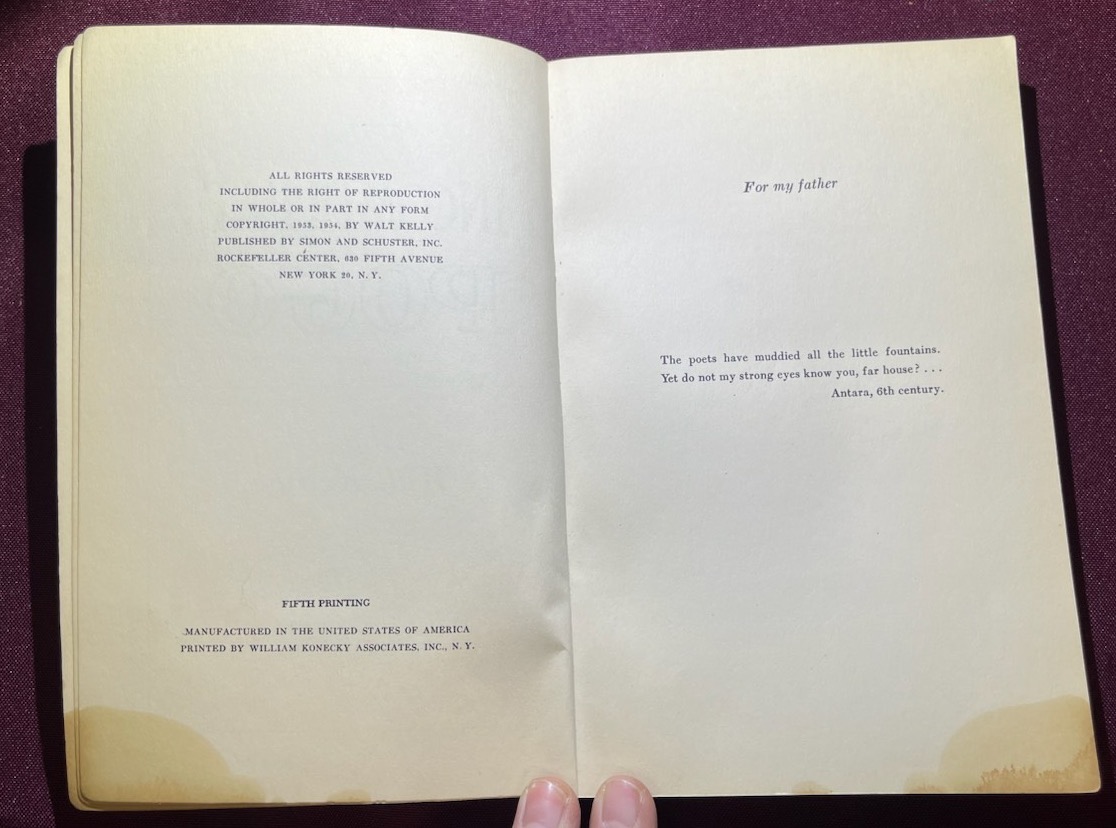 ALL RIGHTS RESERVED
INCLUDING THE RIGHT OF REPRODUCTION
IN WHOLE OR IN PART IN ANY FORM
COPYRIGHT, 1953, 1954, BY WALT KELLY
PUBLISHED BY SIMON AND SCHUSTER, INC.
ROCKEFELLER CENTER, 630 FIFTH AVENUE
NEW YORK 20, N. Y.
FIFTH PRINTING
MANUFACTURED IN THE UNITED STATES OF AMERICA
PRINTED BY WILLIAM KONECKY ASSOCIATES, INC., N. Y.
For my father
The poets have muddied all the little fountains.
Yet do not my strong eyes know you, far house? . . .
Antara, 6th century.